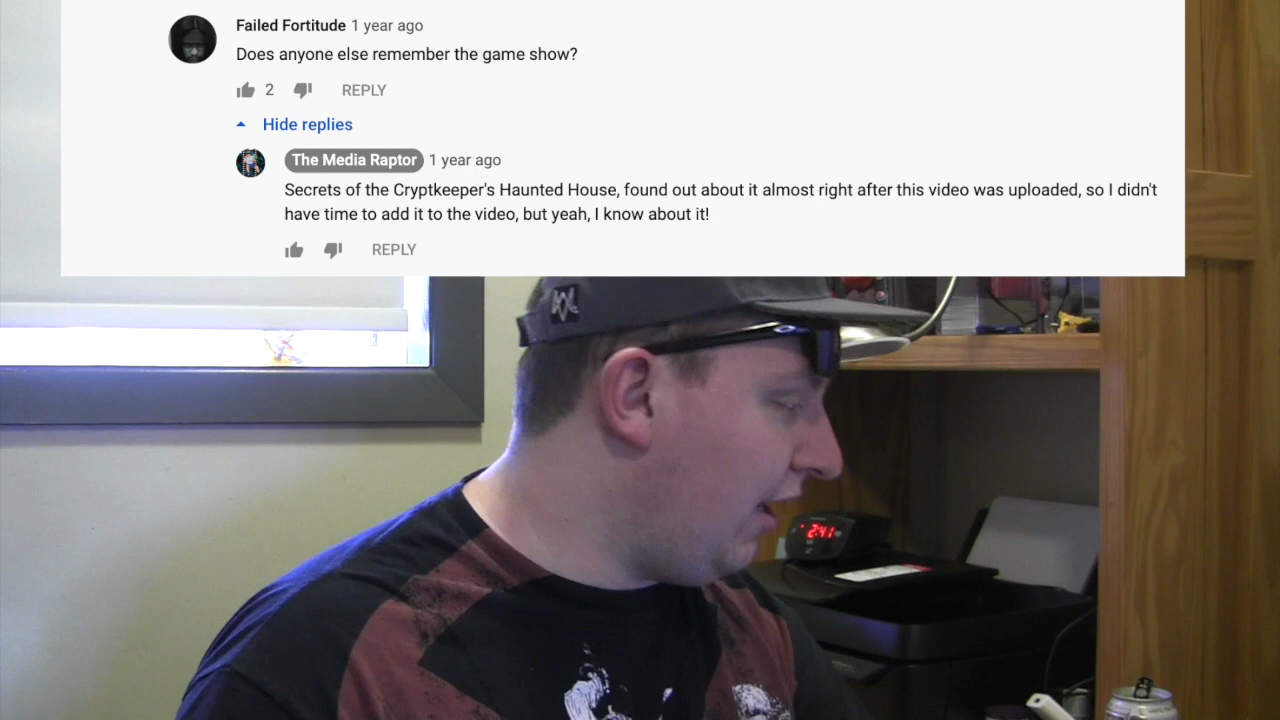 Failed Fortitude 1 year ago
Does anyone else remember the game show?
2 REPLY
Hide replies
The Media Raptor 1 year ago
Secrets of the Cryptkeeper's Haunted House, found out about it almost right after this video was uploaded, so I didn't
have time to add it to the video, but yeah, I know about it!
REPLY
2:41